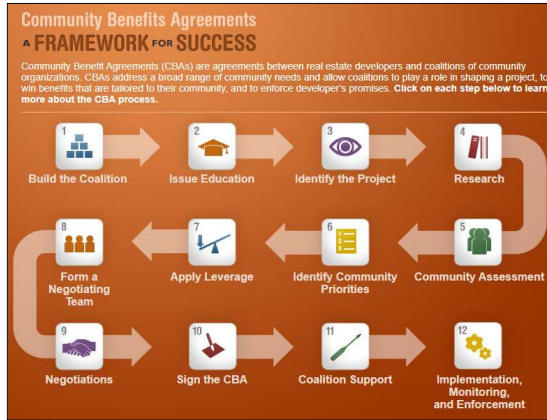 Community Benefits Agreements
A FRAMEWORK FOR SUCCESS
Community Benefit Agreements (CBAs) are agreements between real estate developers and coalitions of community
organizations. CBAs address a broad range of community needs and allow coalitions to play a role in shaping a project, to
win benefits that are tailored to their community, and to enforce developer's promises. Click on each step below to learn
more about the CBA process.
1
Build the Coalition
2
Issue Education
3
Identify the Project
4
Research
8
Form a
Negotiating
Team
7
Apply Leverage
6
Identify Community
Priorities
5
Community Assessment
9
Negotiations
10
Sign the CBA
11
Coalition Support
12
Implementation,
Monitoring,
and Enforcement